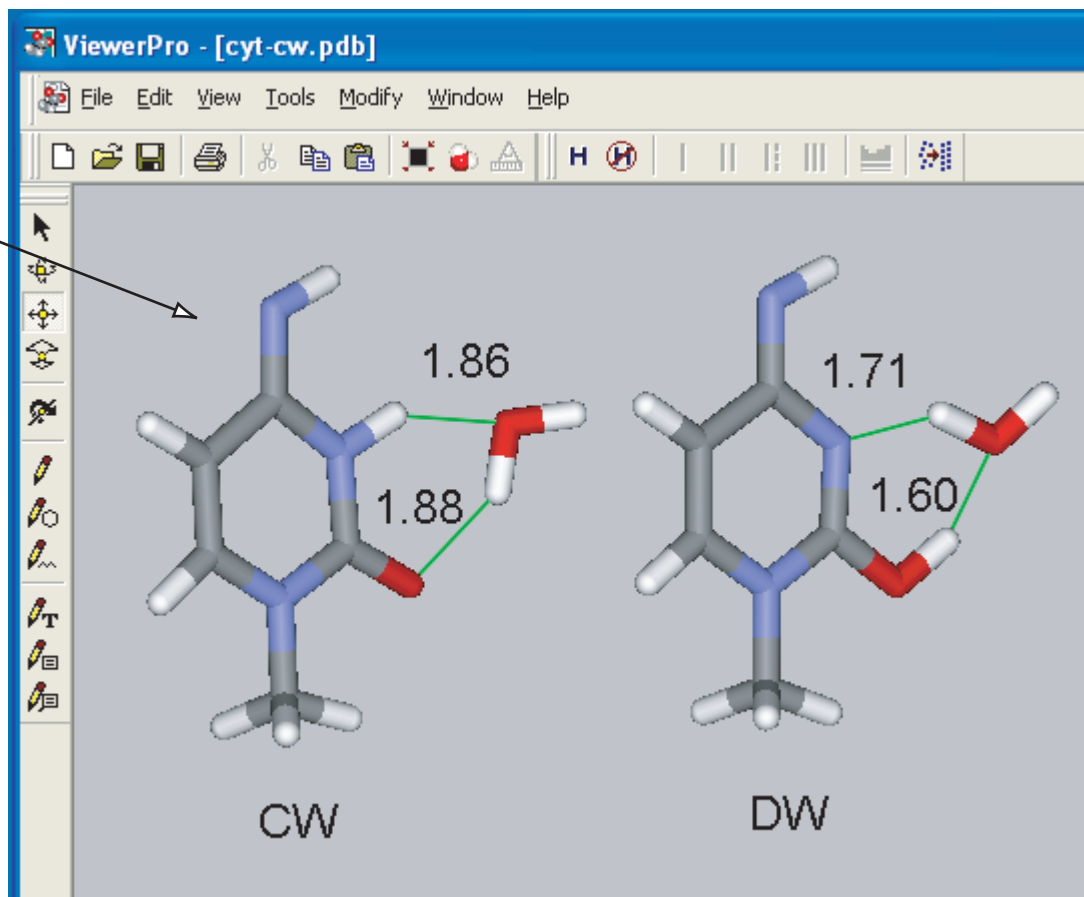 ViewerPro - [cyt-cw.pdb]
File Edit View Tools Modify Window Help
H H
T
1.86 1.71
1.88 1.60
CW DW